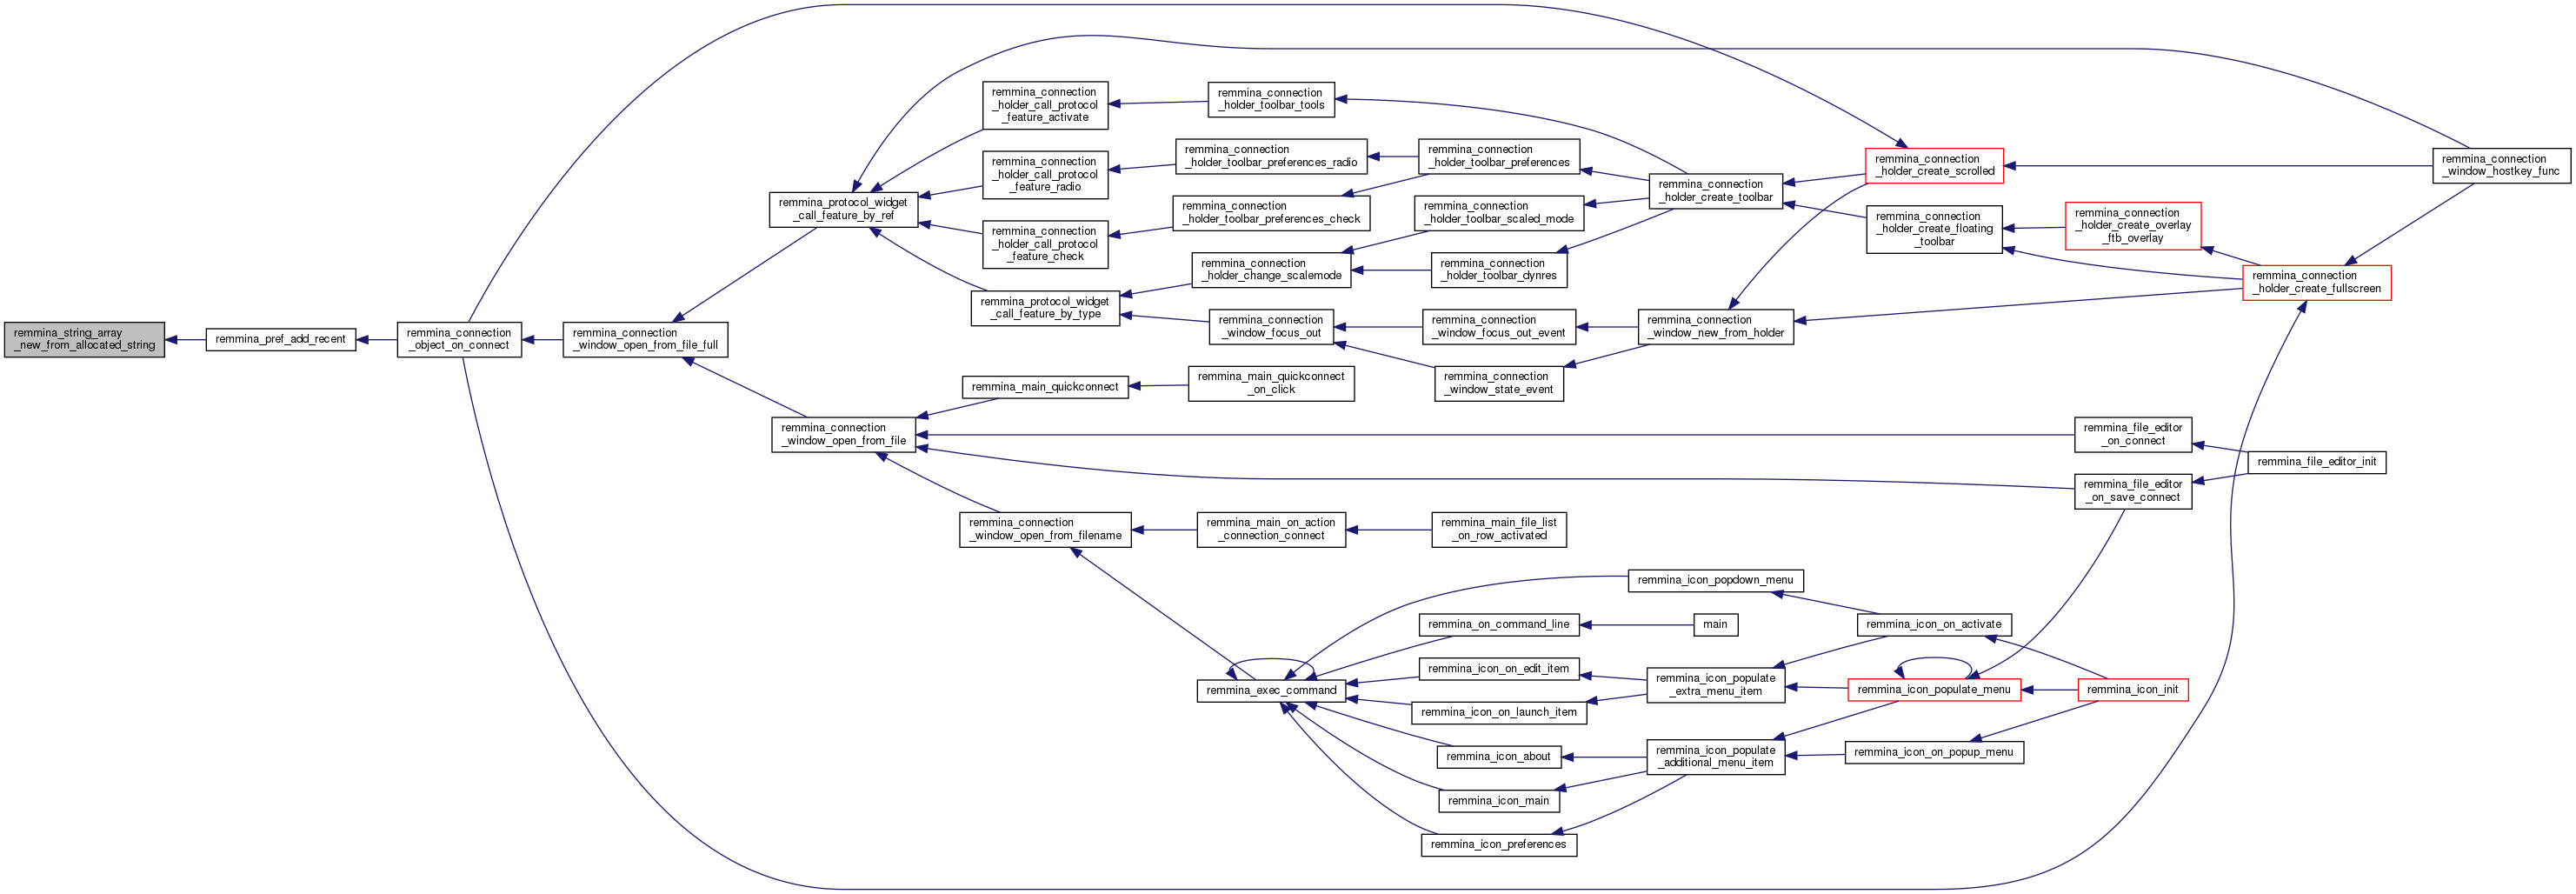 remmina_string_array
_new_from_allocated_string
remmina_pref_add_recent
remmina_connection
_object_on_connect
remmina_connection
_window_open_from_file_full
remmina_protocol_widget
_call_feature_by_ref
remmina_connection
_window_open_from_file
remmina_connection
_holder_call_protocol
_feature_activate
remmina_connection
_holder_call_protocol
_feature_radio
remmina_connection
_holder_call_protocol
_feature_check
remmina_protocol_widget
_call_feature_by_type
remmina_main_quickconnect
remmina_connection
_window_open_from_filename
remmina_connection
_holder_toolbar_tools
remmina_connection
_holder_toolbar_preferences_radio
remmina_connection
_holder_toolbar_preferences_check
remmina_connection
_holder_change_scalemode
remmina_connection
_window_focus_out
remmina_main_quickconnect
_on_click
remmina_main_on_action
_connection_connect
remmina_exec_command
remmina_connection
_holder_toolbar_preferences
remmina_connection
_holder_toolbar_scaled_mode
remmina_connection
_holder_toolbar_dynres
remmina_connection
_window_focus_out_event
remmina_connection
_window_state_event
remmina_main_file_list
_on_row_activated
remmina_on_command_line
remmina_icon_on_edit_item
remmina_icon_on_launch_item
remmina_icon_about
remmina_icon_main
remmina_icon_preferences
remmina_connection
_holder_create_toolbar
remmina_connection
_window_new_from_holder
remmina_icon_popdown_menu
main
remmina_icon_populate
_extra_menu_item
remmina_icon_populate
_additional_menu_item
remmina_connection
_holder_create_scrolled
remmina_connection
_holder_create_floating
_toolbar
remmina_icon_on_activate
remmina_icon_populate_menu
remmina_icon_on_popup_menu
remmina_connection
_holder_create_overlay
_ftb_overlay
remmina_file_editor
_on_connect
remmina_file_editor
_on_save_connect
remmina_icon_init
remmina_connection
_holder_create_fullscreen
remmina_file_editor_init
remmina_connection
_window_hostkey_func